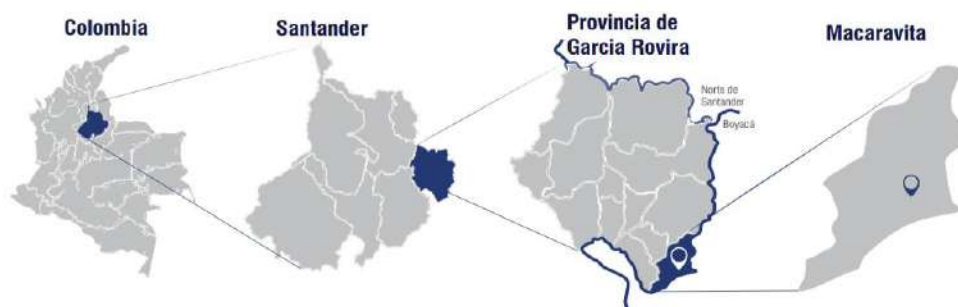 Colombia
Santander
Provincia de
Garcia Rovira
Macaravita
Norte de
Santander
Boyacá